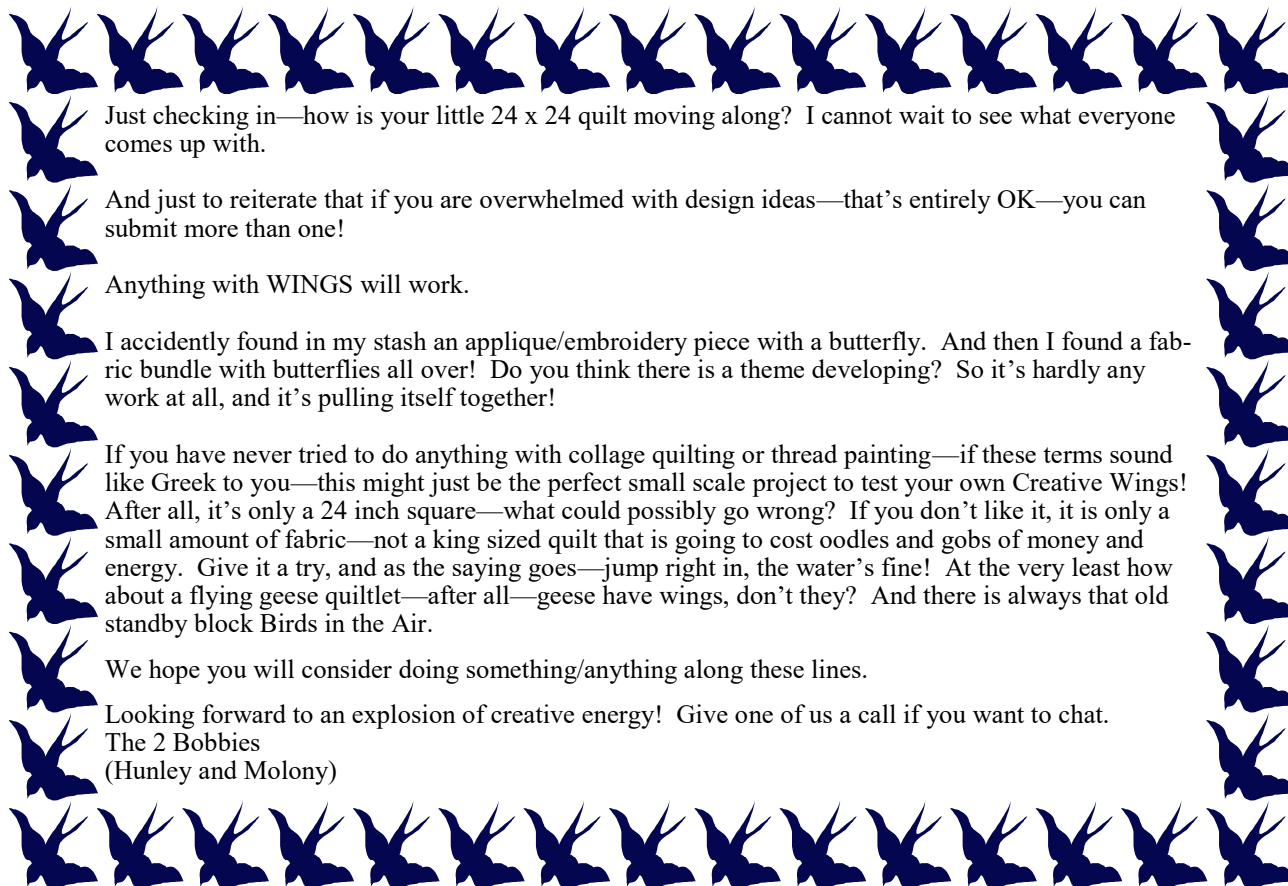 Just checking in—how is your little 24 x 24 quilt moving along?  I cannot wait to see what everyone
comes up with.
And just to reiterate that if you are overwhelmed with design ideas—that’s entirely OK—you can
submit more than one!
Anything with WINGS will work.
I accidently found in my stash an applique/embroidery piece with a butterfly.  And then I found a fab-
ric bundle with butterflies all over!  Do you think there is a theme developing?  So it’s hardly any
work at all, and it’s pulling itself together!
If you have never tried to do anything with collage quilting or thread painting—if these terms sound
like Greek to you—this might just be the perfect small scale project to test your own Creative Wings!
After all, it’s only a 24 inch square—what could possibly go wrong?  If you don’t like it, it is only a
small amount of fabric—not a king sized quilt that is going to cost oodles and gobs of money and
energy.  Give it a try, and as the saying goes—jump right in, the water’s fine!  At the very least how
about a flying geese quiltlet—after all—geese have wings, don’t they?  And there is always that old
standby block Birds in the Air.
We hope you will consider doing something/anything along these lines.
Looking forward to an explosion of creative energy!  Give one of us a call if you want to chat.
The 2 Bobbies
(Hunley and Molony)